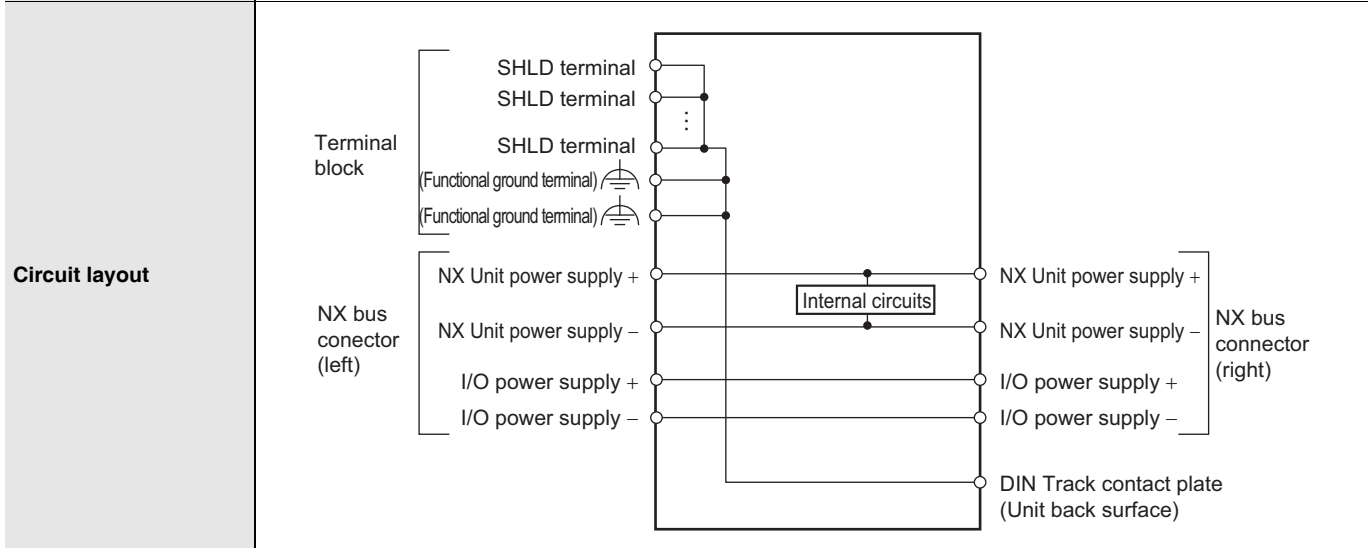 Circuit layout
Terminal
block
SHLD terminal
SHLD terminal
⋮
SHLD terminal
(Functional ground terminal)
(Functional ground terminal)
NX bus
conector
(left)
NX Unit power supply +
NX Unit power supply −
I/O power supply +
I/O power supply −
Internal circuits
NX Unit power supply +
NX Unit power supply −
I/O power supply +
I/O power supply −
NX bus
connector
(right)
DIN Track contact plate
(Unit back surface)